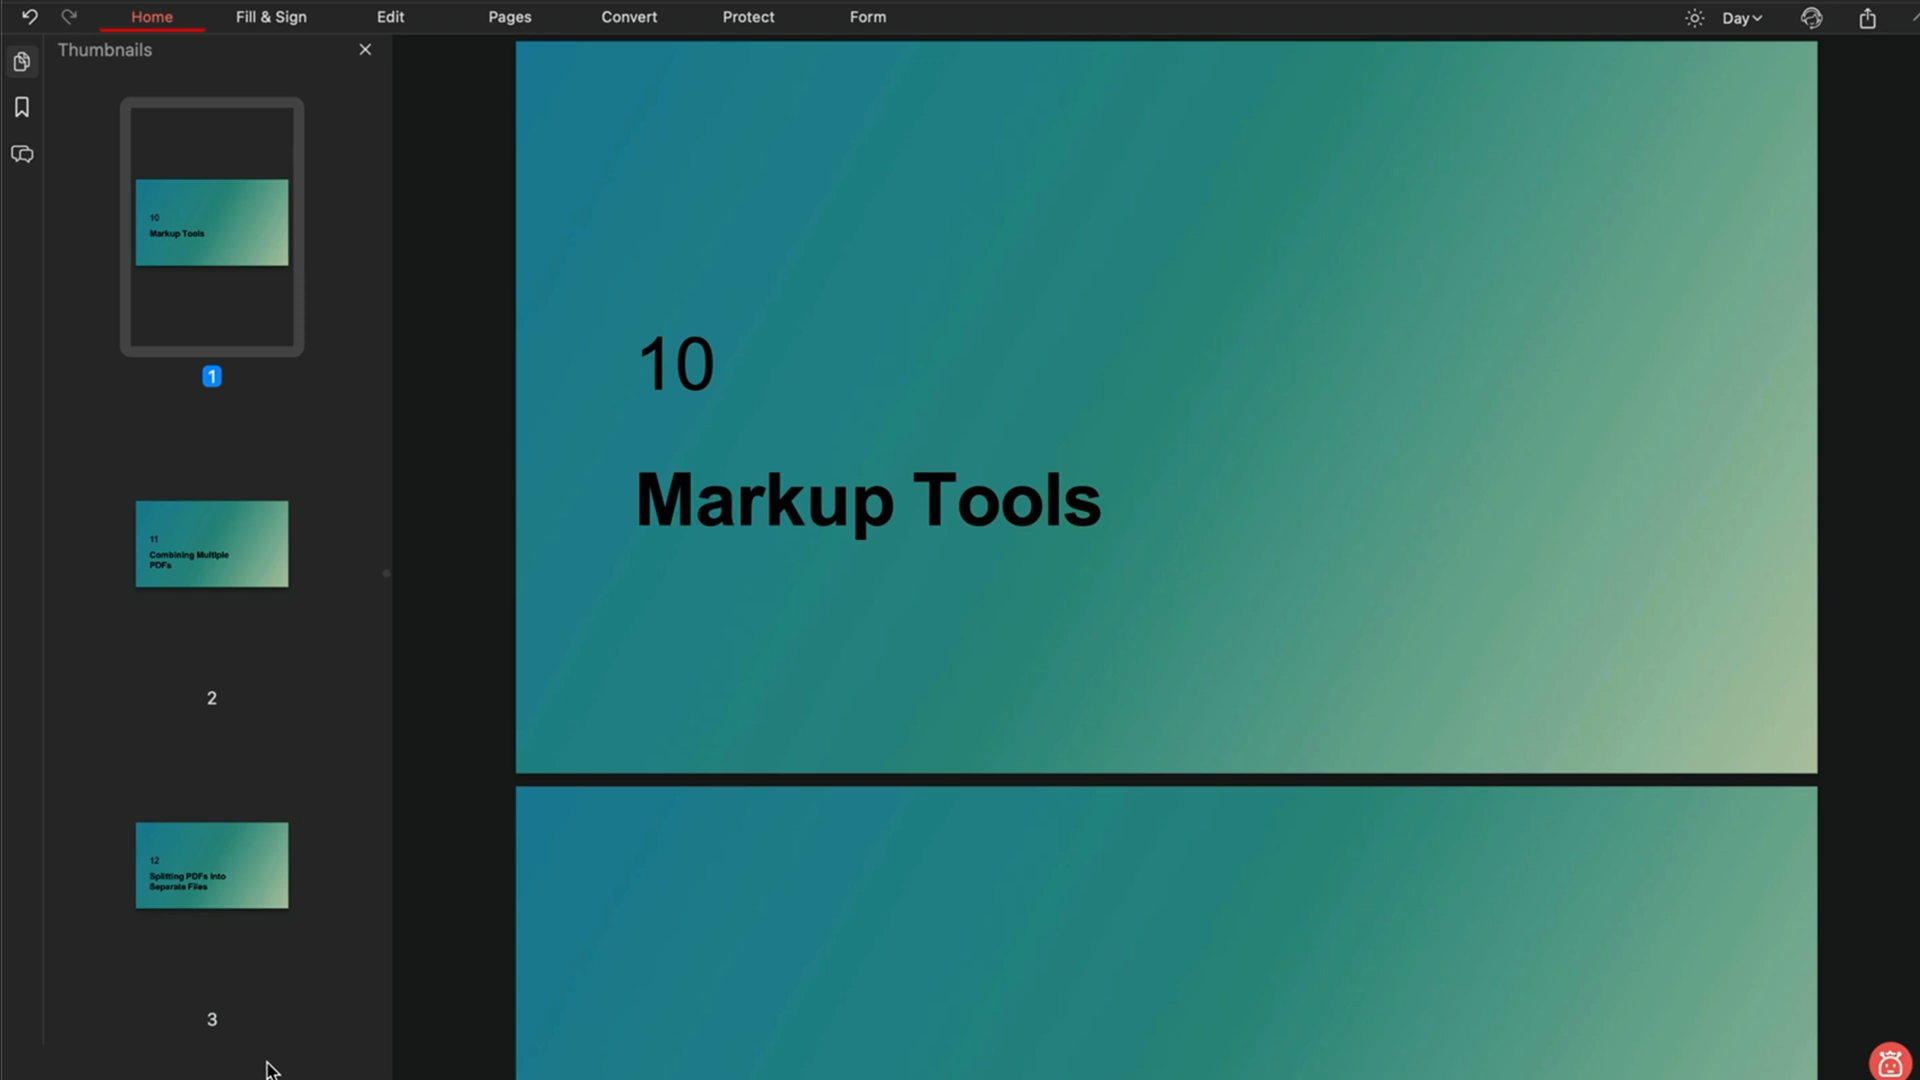 Home
Fill & Sign
Edit
Pages
Convert
Protect
Form
Day
Thumbnails
10
Markup Tools
1
11
Combining Multiple
PDFs
2
12
Splitting PDFs into
Separate Files
3
10
Markup Tools